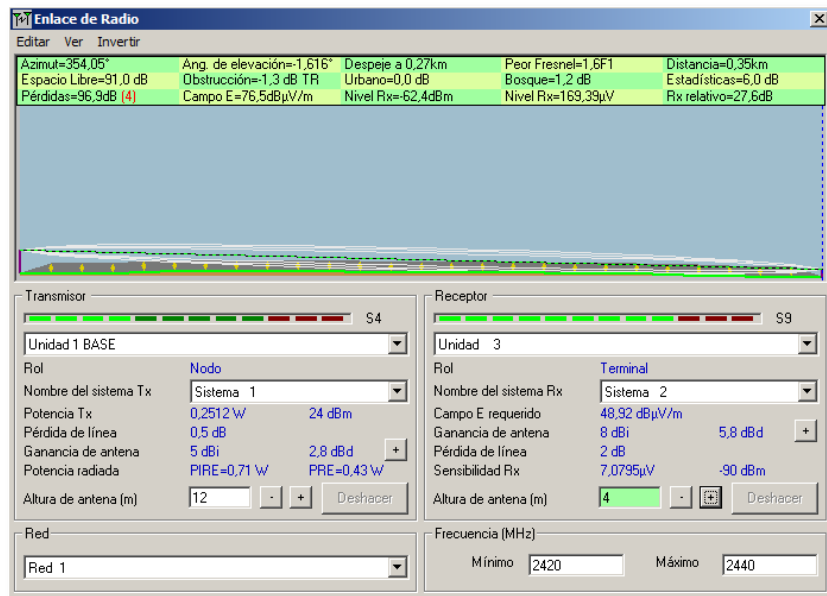 Enlace de Radio
Editar Ver Invertir
Azimut=354,05° Ang. de elevación=-1,616° Despeje a 0,27km Peor Fresnel=1,6F1 Distancia=0,35km
Espacio Libre=91,0 dB Obstrucción=-1,3 dB TR Urbano=0,0 dB Bosque=1,2 dB Estadísticas=6,0 dB
Pérdidas=96,9dB (4) Campo E=76,5dBµV/m Nivel Rx=-62,4dBm Nivel Rx=169,39µV Rx relativo=27,6dB
Transmisor
S4
Unidad 1 BASE
Rol Nodo
Nombre del sistema Tx Sistema 1
Potencia Tx 0,2512 W 24 dBm
Pérdida de línea 0,5 dB
Ganancia de antena 5 dBi 2,8 dBd +
Potencia radiada PIRE=0,71 W PRE=0,43 W
Altura de antena (m) 12 - + Deshacer
Red
Red 1
Receptor
S9
Unidad 3
Rol Terminal
Nombre del sistema Rx Sistema 2
Campo E requerido 48,92 dBµV/m
Ganancia de antena 8 dBi 5,8 dBd +
Pérdida de línea 2 dB
Sensibilidad Rx 7,0795µV -90 dBm
Altura de antena (m) 4 - + Deshacer
Frecuencia (MHz)
Mínimo 2420 Máximo 2440